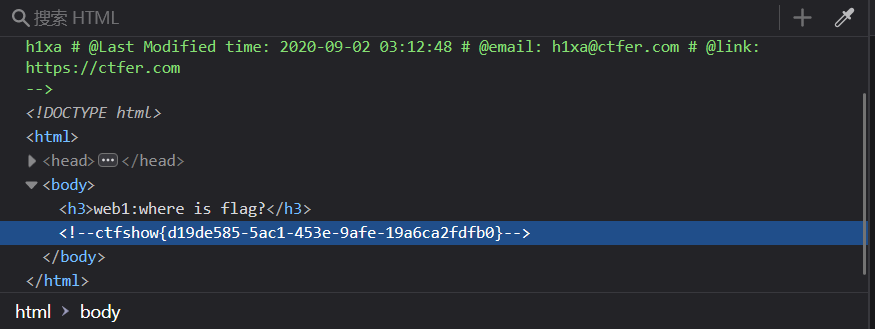 搜索 HTML
h1xa # @Last Modified time: 2020-09-02 03:12:48 # @email: h1xa@ctfer.com # @link:
https://ctfer.com
-->
<!DOCTYPE html>
<html>
<head>···</head>
<body>
<h3>web1:where is flag?</h3>
<!--ctfshow{d19de585-5ac1-453e-9afe-19a6ca2fdfb0}-->
</body>
</html>
html > body